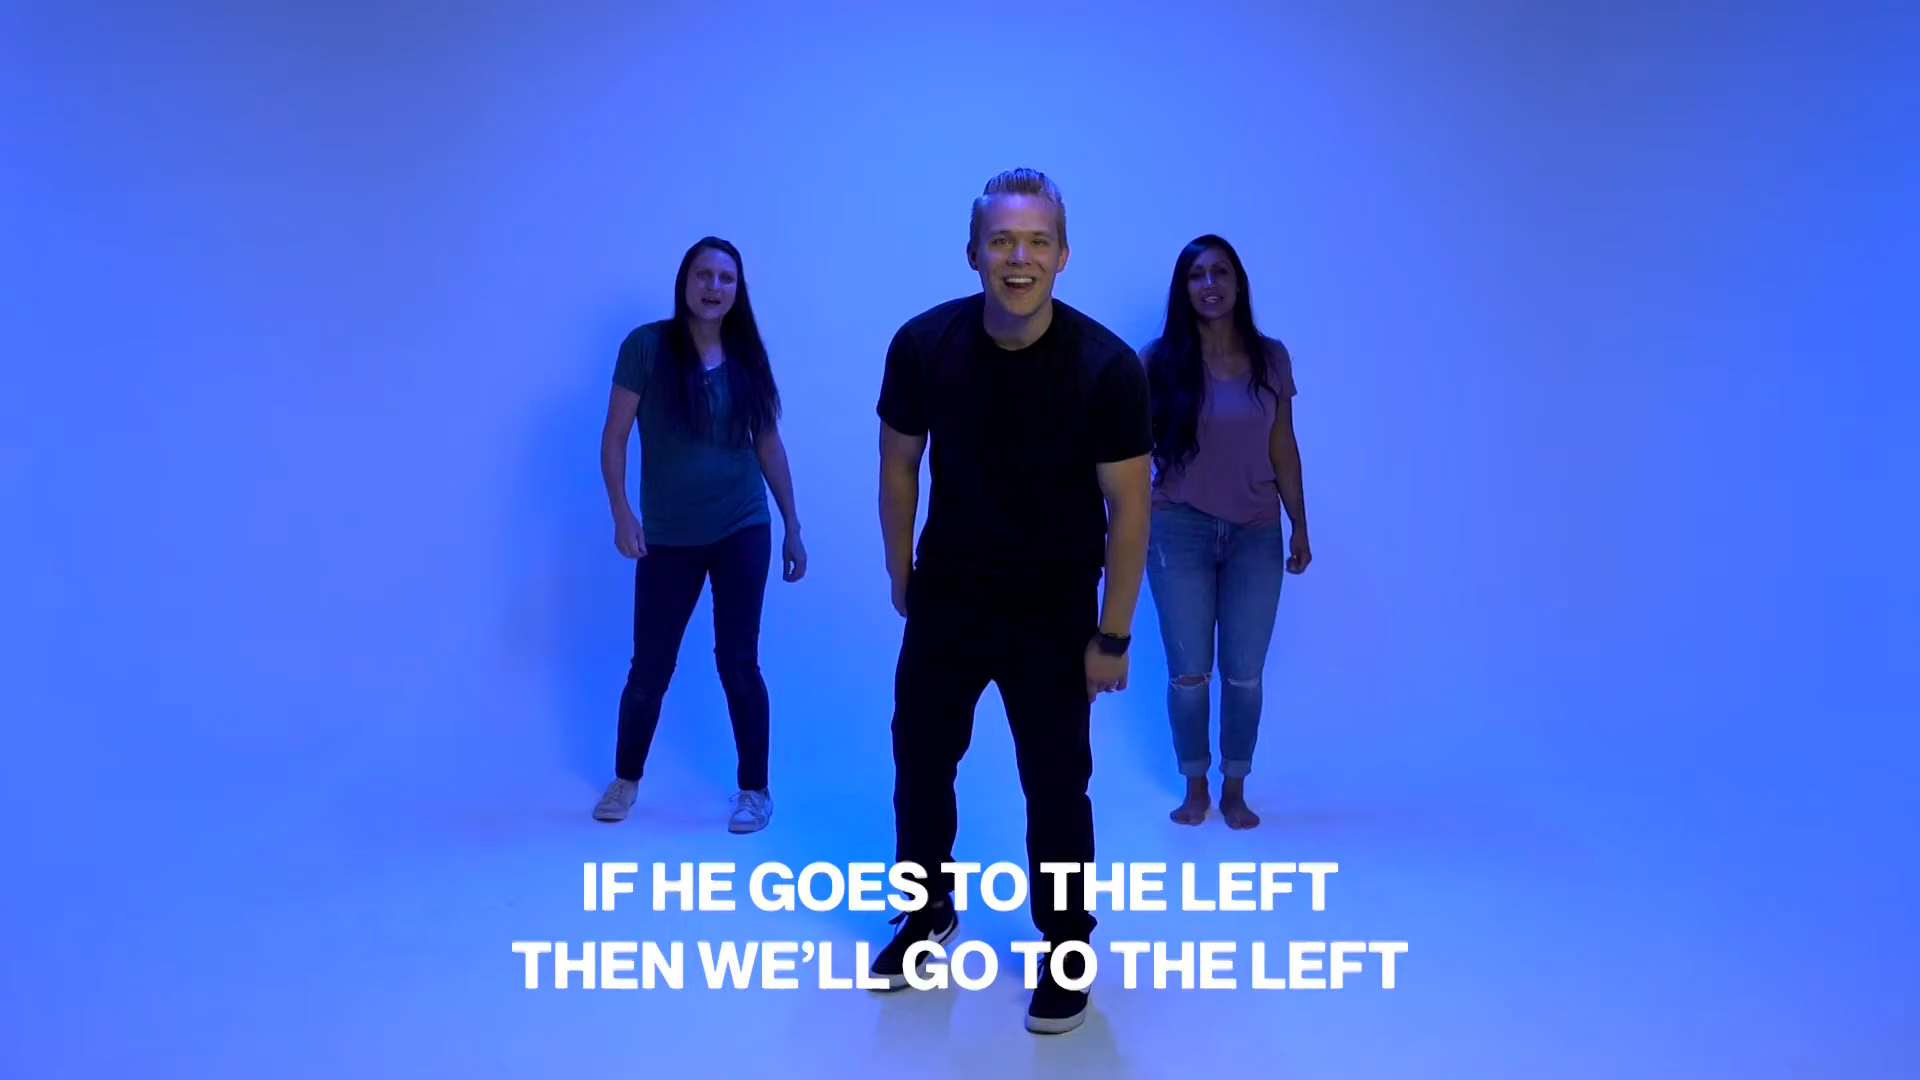 IF HE GOES TO THE LEFT
THEN WE’LL GO TO THE LEFT